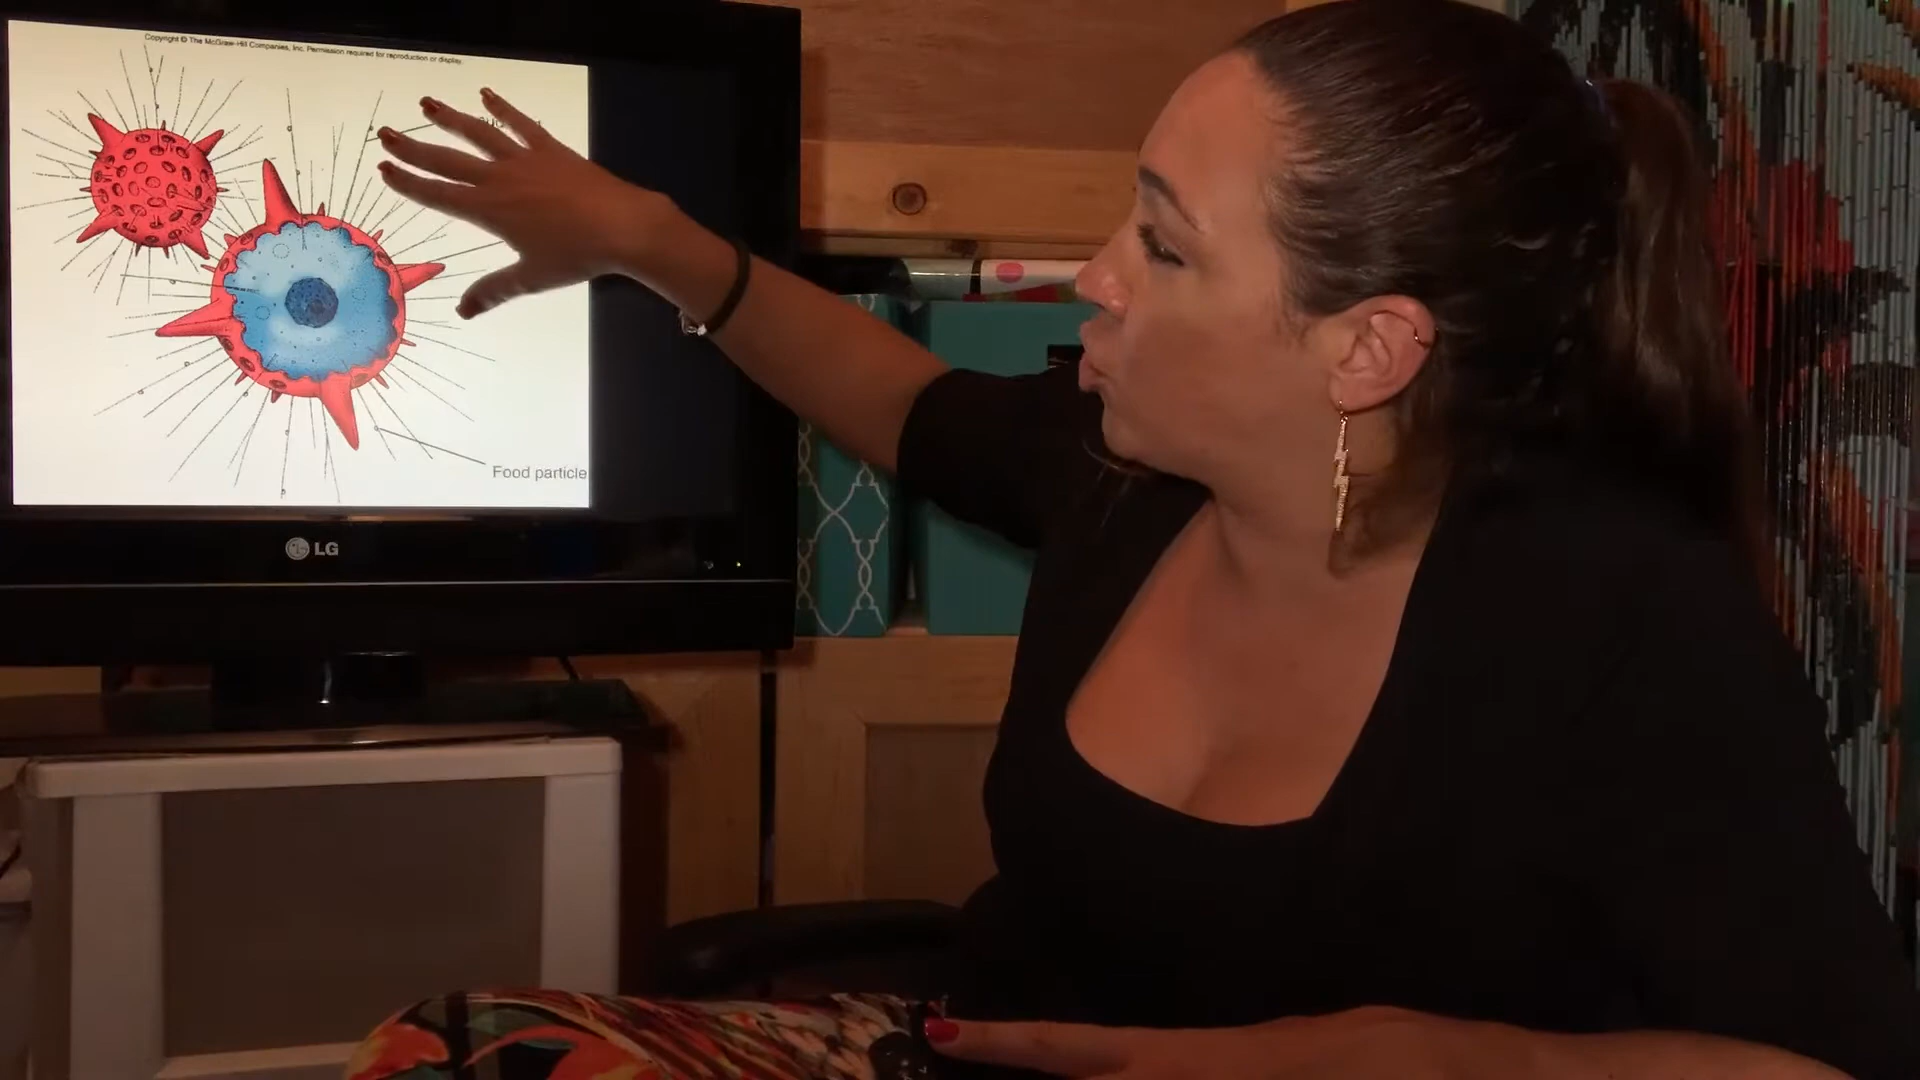 Copyright © The McGraw-Hill Companies, Inc. Permission required for reproduction or display.
Food particle
LG